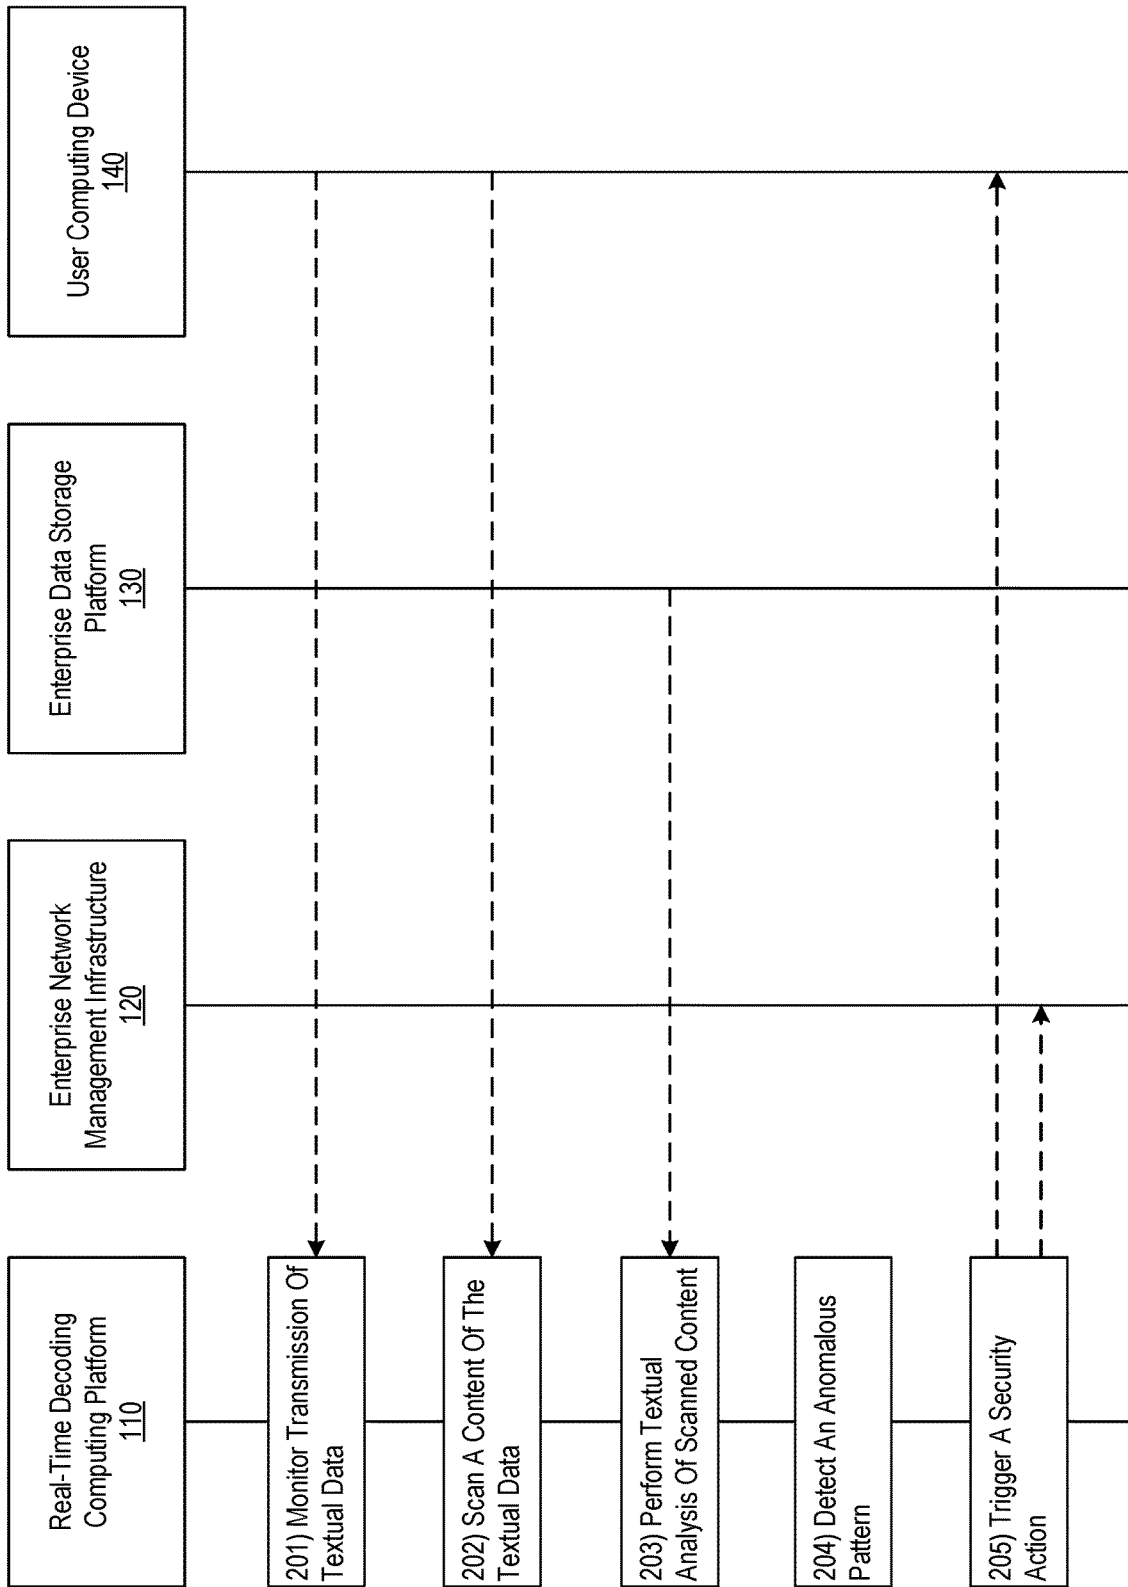 Real-Time Decoding
Computing Platform
110
Enterprise Network
Management Infrastructure
120
Enterprise Data Storage
Platform
130
User Computing Device
140
201) Monitor Transmission Of
Textual Data
202) Scan A Content Of The
Textual Data
203) Perform Textual
Analysis Of Scanned Content
204) Detect An Anomalous
Pattern
205) Trigger A Security
Action